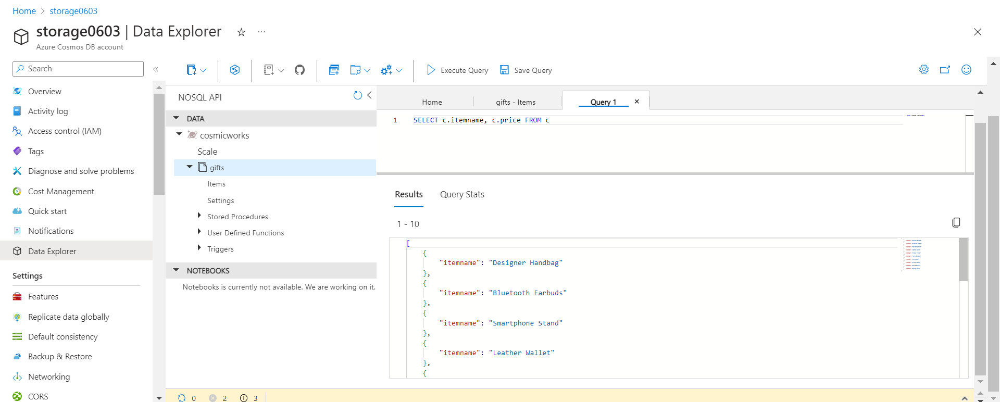 Home > storage0603
storage0603 | Data Explorer
Azure Cosmos DB account
Search
Overview
Activity log
Access control (IAM)
Tags
Diagnose and solve problems
Cost Management
Quick start
Notifications
Data Explorer
Settings
Features
Replicate data globally
Default consistency
Backup & Restore
Networking
CORS
Execute Query
Save Query
NOSQL API
DATA
cosmicworks
Scale
gifts
Items
Settings
Stored Procedures
User Defined Functions
Triggers
NOTEBOOKS
Notebooks is currently not available. We are working on it.
Home
gifts - Items
Query 1
1 SELECT c.itemname, c.price FROM c
Results
Query Stats
1 - 10
[
{
"itemname": "Designer Handbag"
},
{
"itemname": "Bluetooth Earbuds"
},
{
"itemname": "Smartphone Stand"
},
{
"itemname": "Leather Wallet"
},
{
0 2 3